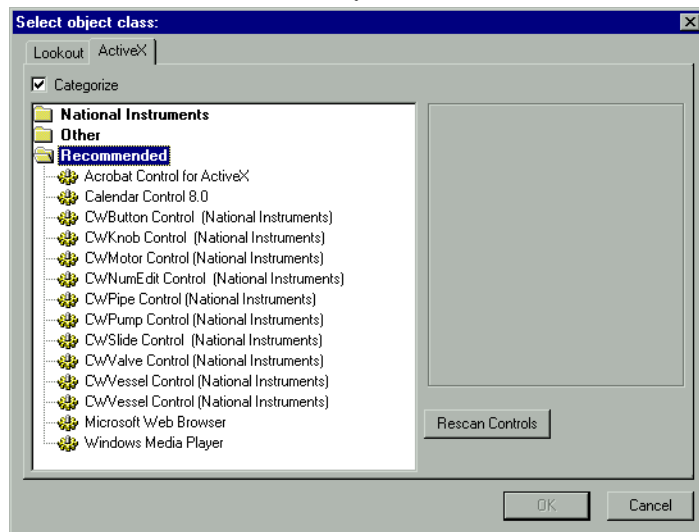 Select object class:
Lookout ActiveX
Categorize
National Instruments
Other
Recommended
Acrobat Control for ActiveX
Calendar Control 8.0
CWButton Control (National Instruments)
CWKnob Control (National Instruments)
CWMotor Control (National Instruments)
CWNumEdit Control (National Instruments)
CWPipe Control (National Instruments)
CWPump Control (National Instruments)
CWSlide Control (National Instruments)
CWValve Control (National Instruments)
CWVessel Control (National Instruments)
CWVessel Control (National Instruments)
Microsoft Web Browser
Windows Media Player
Rescan Controls
OK Cancel